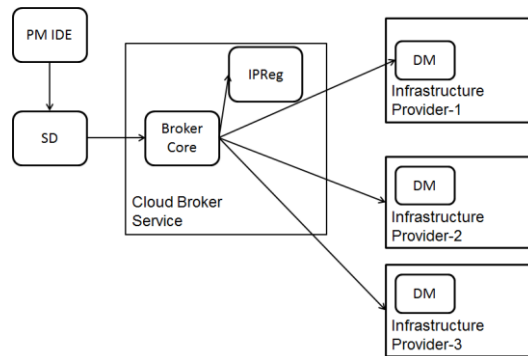 PM IDE
SD
IPReg
Broker
Core
Cloud Broker
Service
DM
Infrastructure
Provider-1
DM
Infrastructure
Provider-2
DM
Infrastructure
Provider-3